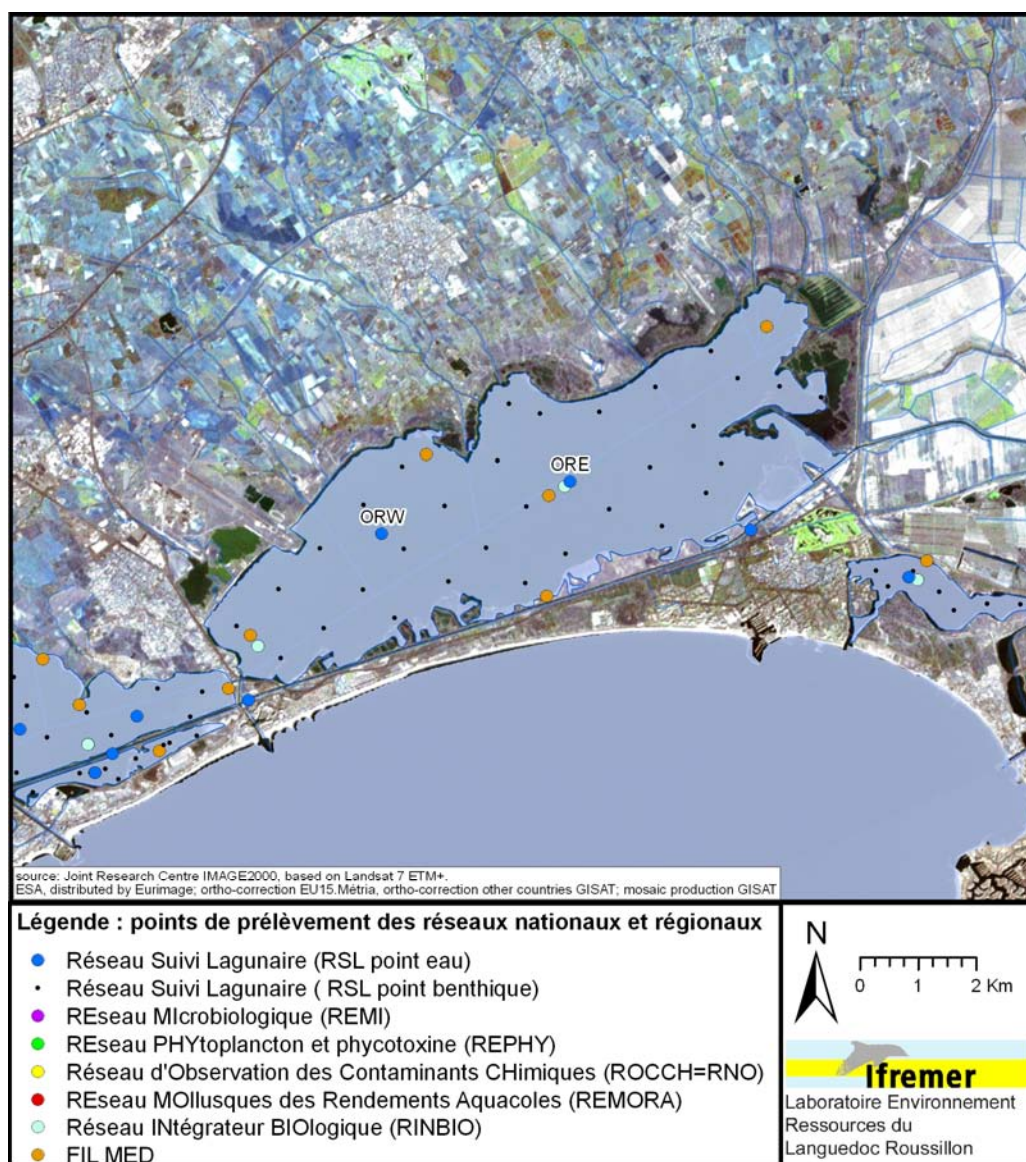 ORE
ORW
source: Joint Research Centre IMAGE2000, based on Landsat 7 ETM+.
ESA, distributed by Eurimage; ortho-correction EU15.Métria, ortho-correction other countries GISAT; mosaic production GISAT
Légende : points de prélèvement des réseaux nationaux et régionaux
Réseau Suivi Lagunaire (RSL point eau)
Réseau Suivi Lagunaire ( RSL point benthique)
REseau MIcrobiologique (REMI)
REseau PHYtoplancton et phycotoxine (REPHY)
Réseau d'Observation des Contaminants CHimiques (ROCCH=RNO)
REseau MOllusques des Rendements Aquacoles (REMORA)
Réseau INtégrateur BIOlogique (RINBIO)
FIL MED
N
0 1 2 Km
Ifremer
Laboratoire Environnement
Ressources du
Languedoc Roussillon